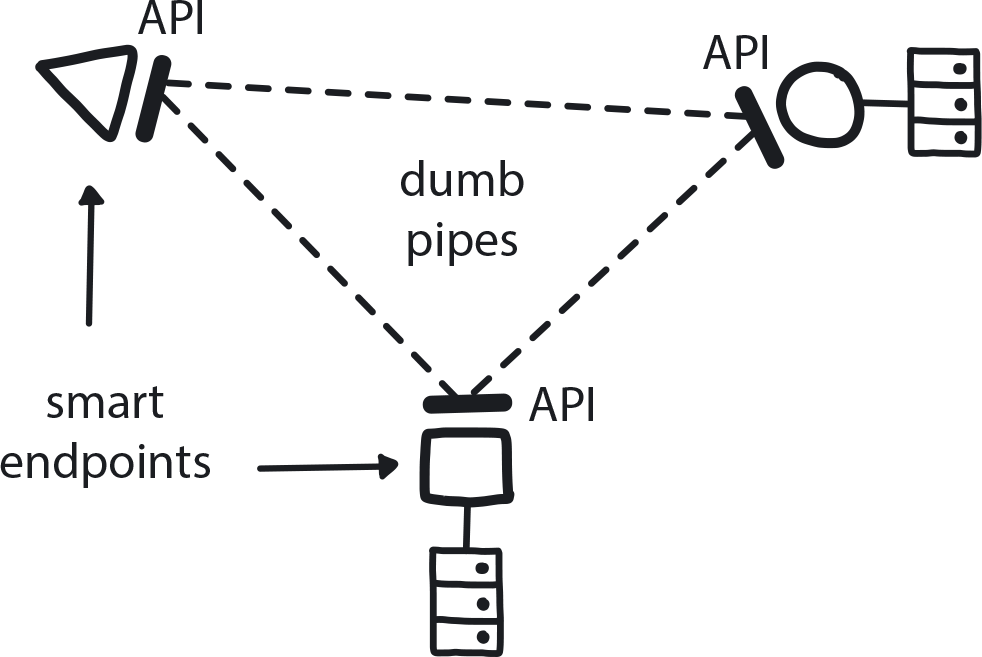 API
API
dumb
pipes
smart
endpoints
API